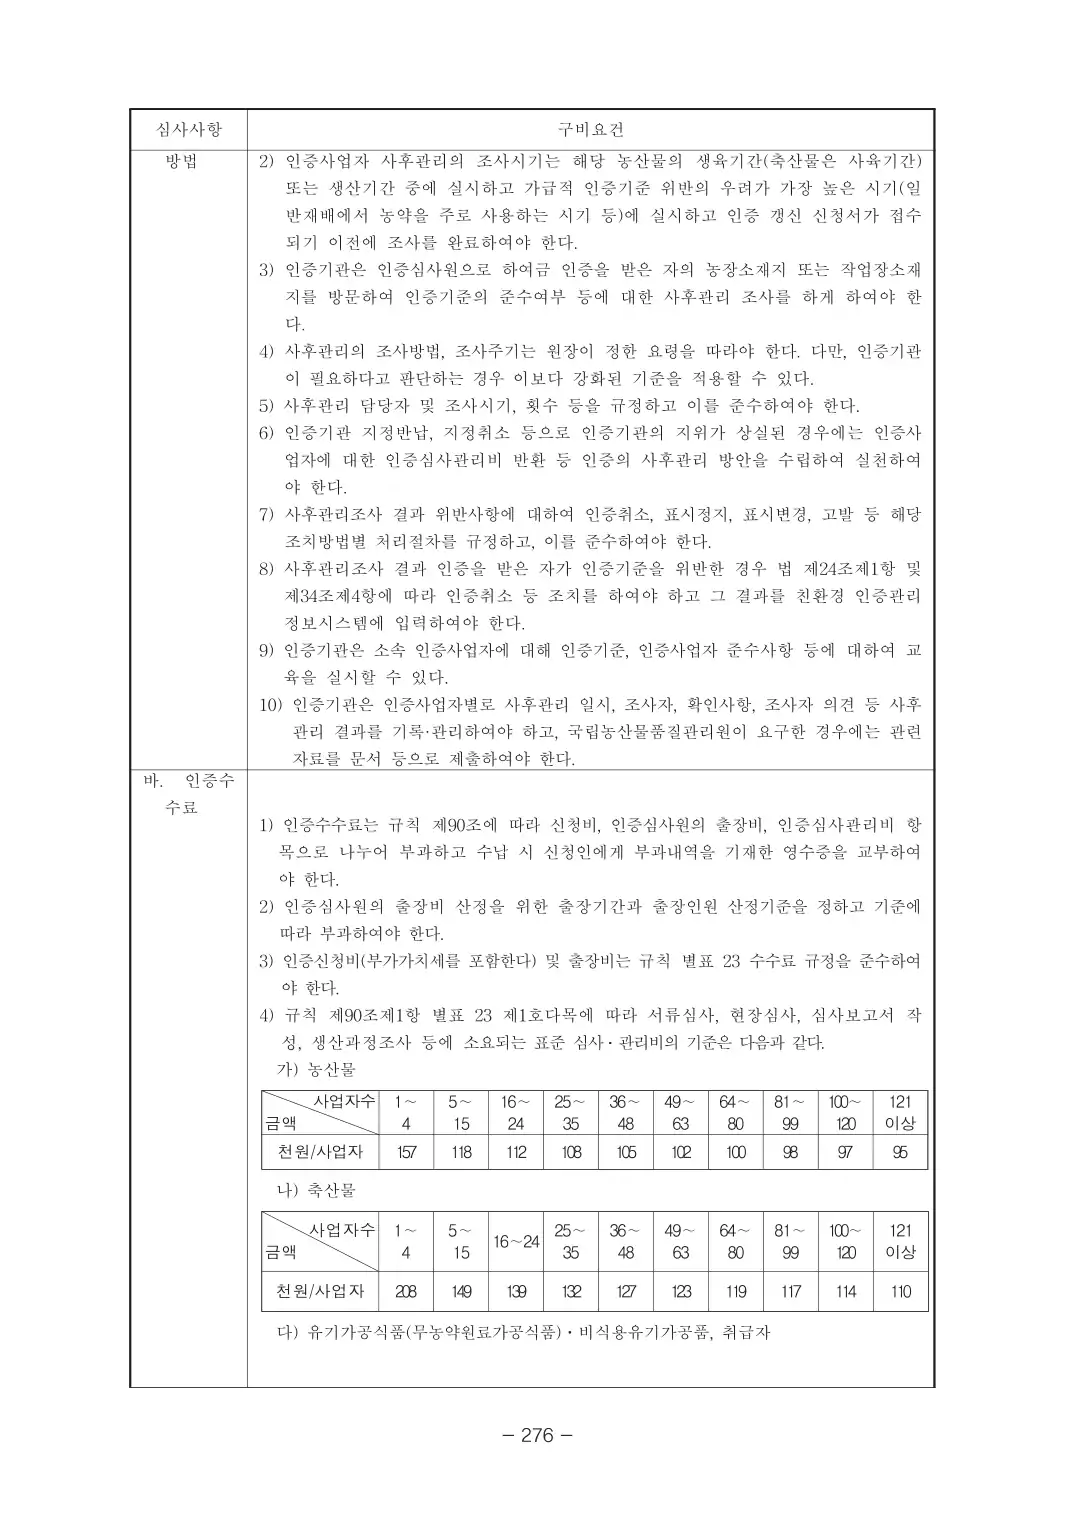 심사사항 구비요건
방법 2) 인증사업자 사후관리의 조사시기는 해당 농산물의 생육기간(축산물은 사육기간)
또는 생산기간 중에 실시하고 가급적 인증기준 위반의 우려가 가장 높은 시기(일
반재배에서 농약을 주로 사용하는 시기 등)에 실시하고 인증 갱신 신청서가 접수
되기 이전에 조사를 완료하여야 한다.
3) 인증기관은 인증심사원으로 하여금 인증을 받은 자의 농장소재지 또는 작업장소재
지를 방문하여 인증기준의 준수여부 등에 대한 사후관리 조사를 하게 하여야 한
다.
4) 사후관리의 조사방법, 조사주기는 원장이 정한 요령을 따라야 한다. 다만, 인증기관
이 필요하다고 판단하는 경우 이보다 강화된 기준을 적용할 수 있다.
5) 사후관리 담당자 및 조사시기, 횟수 등을 규정하고 이를 준수하여야 한다.
6) 인증기관 지정반납, 지정취소 등으로 인증기관의 지위가 상실된 경우에는 인증사
업자에 대한 인증심사관리비 반환 등 인증의 사후관리 방안을 수립하여 실천하여
야 한다.
7) 사후관리조사 결과 위반사항에 대하여 인증취소, 표시정지, 표시변경, 고발 등 해당
조치방법별 처리절차를 규정하고, 이를 준수하여야 한다.
8) 사후관리조사 결과 인증을 받은 자가 인증기준을 위반한 경우 법 제24조제1항 및
제34조제4항에 따라 인증취소 등 조치를 하여야 하고 그 결과를 친환경 인증관리
정보시스템에 입력하여야 한다.
9) 인증기관은 소속 인증사업자에 대해 인증기준, 인증사업자 준수사항 등에 대하여 교
육을 실시할 수 있다.
10) 인증기관은 인증사업자별로 사후관리 일시, 조사자, 확인사항, 조사자 의견 등 사후
관리 결과를 기록·관리하여야 하고, 국립농산물품질관리원이 요구한 경우에는 관련
자료를 문서 등으로 제출하여야 한다.
바. 인증수
수료
1) 인증수수료는 규칙 제90조에 따라 신청비, 인증심사원의 출장비, 인증심사관리비 항
목으로 나누어 부과하고 수납 시 신청인에게 부과내역을 기재한 영수증을 교부하여
야 한다.
2) 인증심사원의 출장비 산정을 위한 출장기간과 출장인원 산정기준을 정하고 기준에
따라 부과하여야 한다.
3) 인증신청비(부가가치세를 포함한다) 및 출장비는 규칙 별표 23 수수료 규정을 준수하여
야 한다.
4) 규칙 제90조제1항 별표 23 제1호다목에 따라 서류심사, 현장심사, 심사보고서 작
성, 생산과정조사 등에 소요되는 표준 심사·관리비의 기준은 다음과 같다.
가) 농산물
사업자수 1～ 5～ 16～ 25～ 36～ 49～ 64～ 81～ 100～ 121
금액 4 15 24 35 48 63 80 99 120 이상
천원/사업자 157 118 112 108 105 102 100 98 97 95
나) 축산물
사업자수 1～ 5～ 16～24 25～ 36～ 49～ 64～ 81～ 100～ 121
금액 4 15 35 48 63 80 99 120 이상
천원/사업자 208 149 139 132 127 123 119 117 114 110
다) 유기가공식품(무농약원료가공식품)·비식용유기가공품, 취급자
- 276 -